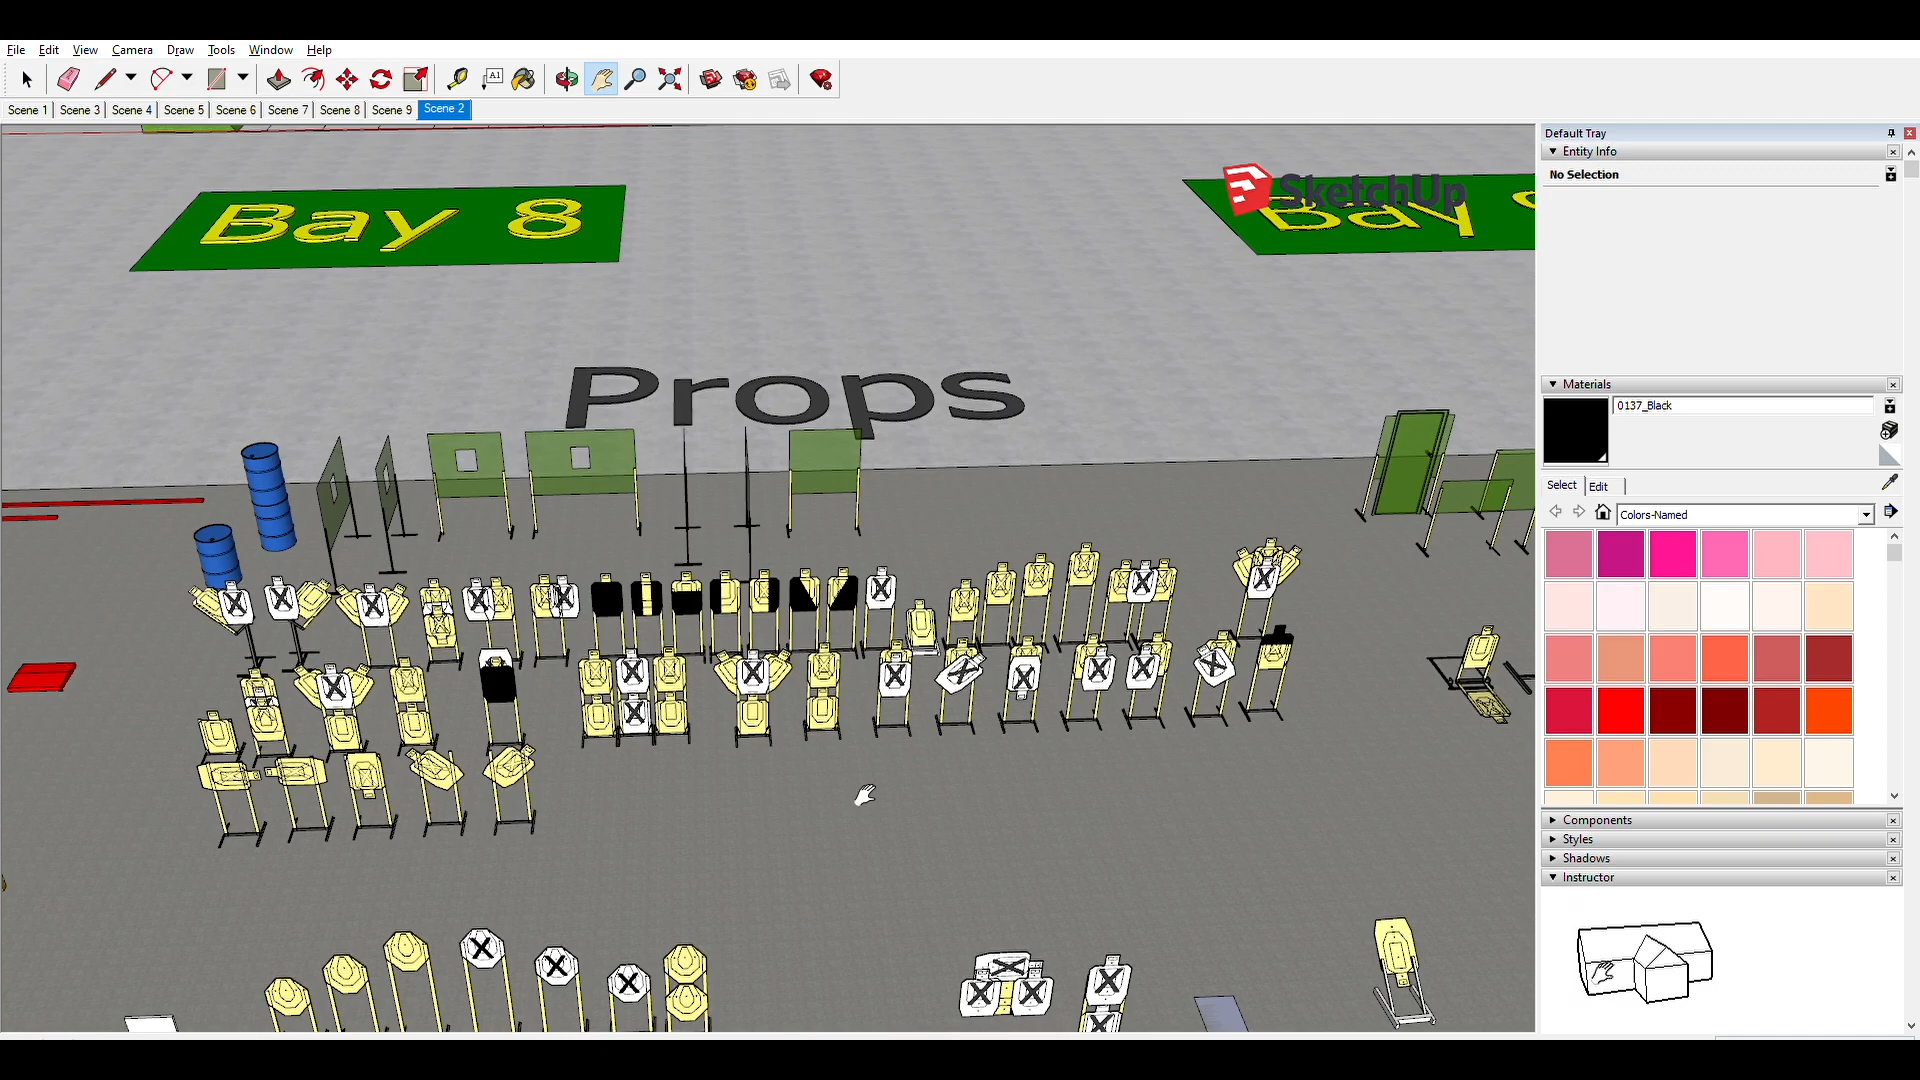 File Edit View Camera Draw Tools Window Help
A1
Scene 1 Scene 3 Scene 4 Scene 5 Scene 6 Scene 7 Scene 8 Scene 9 Scene 2
Default Tray
Entity Info
No Selection
SketchUp
Bay 8
Bay
Props
Materials
0137_Black
Select Edit
Colors-Named
Components
Styles
Shadows
Instructor